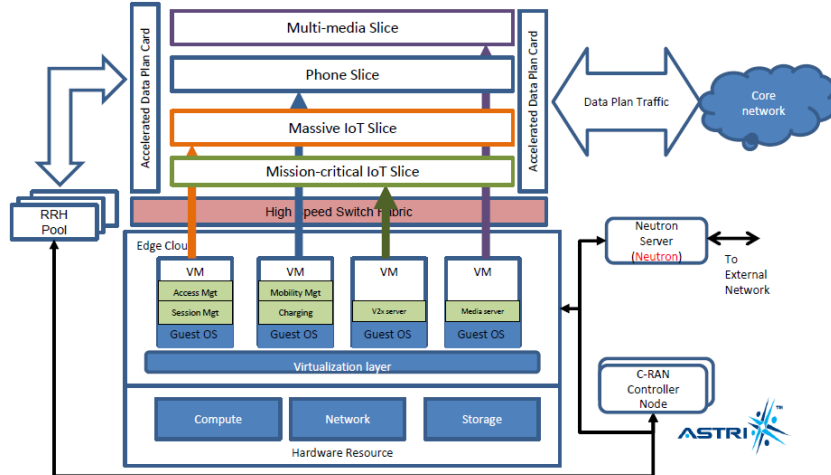 Multi-media Slice
Phone Slice
Massive IoT Slice
Mission-critical IoT Slice
Accelerated Data Plan Card
Accelerated Data Plan Card
Data Plan Traffic
Core
network
RRH
Pool
High Speed Switch Fabric
Edge Cloud
VM
Access Mgt
Session Mgt
Guest OS
VM
Mobility Mgt
Charging
Guest OS
VM
V2x server
Guest OS
VM
Media server
Guest OS
Virtualization layer
Compute
Network
Storage
Hardware Resource
Neutron
Server
(Neutron)
To
External
Network
C-RAN
Controller
Node
ASTRI
TM